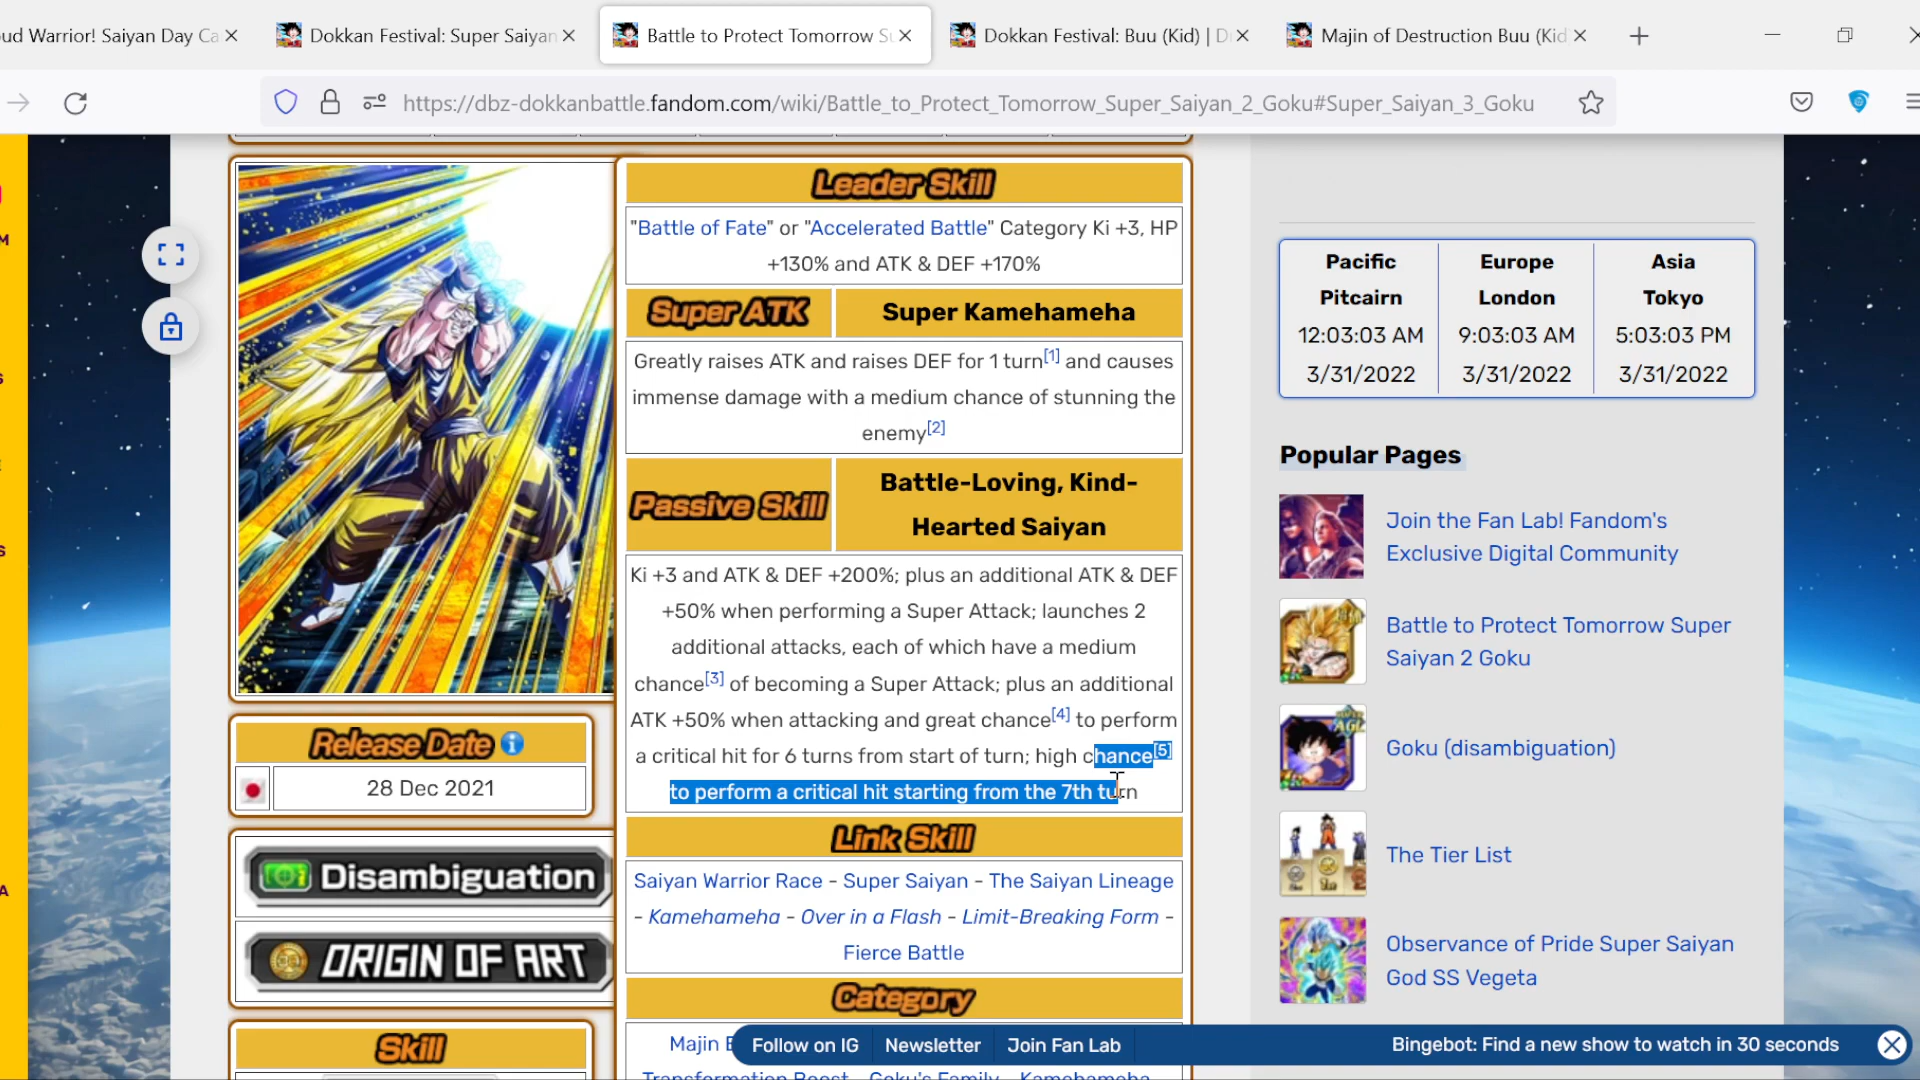 ud Warrior! Saiyan Day Ca
Dokkan Festival: Super Saiyan
Battle to Protect Tomorrow Su
Dokkan Festival: Buu (Kid) | D
Majin of Destruction Buu (Kid
https://dbz-dokkanbattle.fandom.com/wiki/Battle_to_Protect_Tomorrow_Super_Saiyan_2_Goku#Super_Saiyan_3_Goku
Leader Skill
"Battle of Fate" or "Accelerated Battle" Category Ki +3, HP
+130% and ATK & DEF +170%
Super ATK
Super Kamehameha
Greatly raises ATK and raises DEF for 1 turn[1] and causes
immense damage with a medium chance of stunning the
enemy[2]
Passive Skill
Battle-Loving, Kind-
Hearted Saiyan
Ki +3 and ATK & DEF +200%; plus an additional ATK & DEF
+50% when performing a Super Attack; launches 2
additional attacks, each of which have a medium
chance[3] of becoming a Super Attack; plus an additional
ATK +50% when attacking and great chance[4] to perform
a critical hit for 6 turns from start of turn; high chance[5]
to perform a critical hit starting from the 7th turn
Link Skill
Saiyan Warrior Race - Super Saiyan - The Saiyan Lineage
- Kamehameha - Over in a Flash - Limit-Breaking Form -
Fierce Battle
Category
Majin B
Transformation Boost - Goku's Family - Kamehameha
Release Date
28 Dec 2021
Disambiguation
ORIGIN OF ART
Skill
Pacific
Pitcairn
12:03:03 AM
3/31/2022
Europe
London
9:03:03 AM
3/31/2022
Asia
Tokyo
5:03:03 PM
3/31/2022
Popular Pages
Join the Fan Lab! Fandom's
Exclusive Digital Community
Battle to Protect Tomorrow Super
Saiyan 2 Goku
Goku (disambiguation)
The Tier List
Observance of Pride Super Saiyan
God SS Vegeta
Follow on IG
Newsletter
Join Fan Lab
Bingebot: Find a new show to watch in 30 seconds